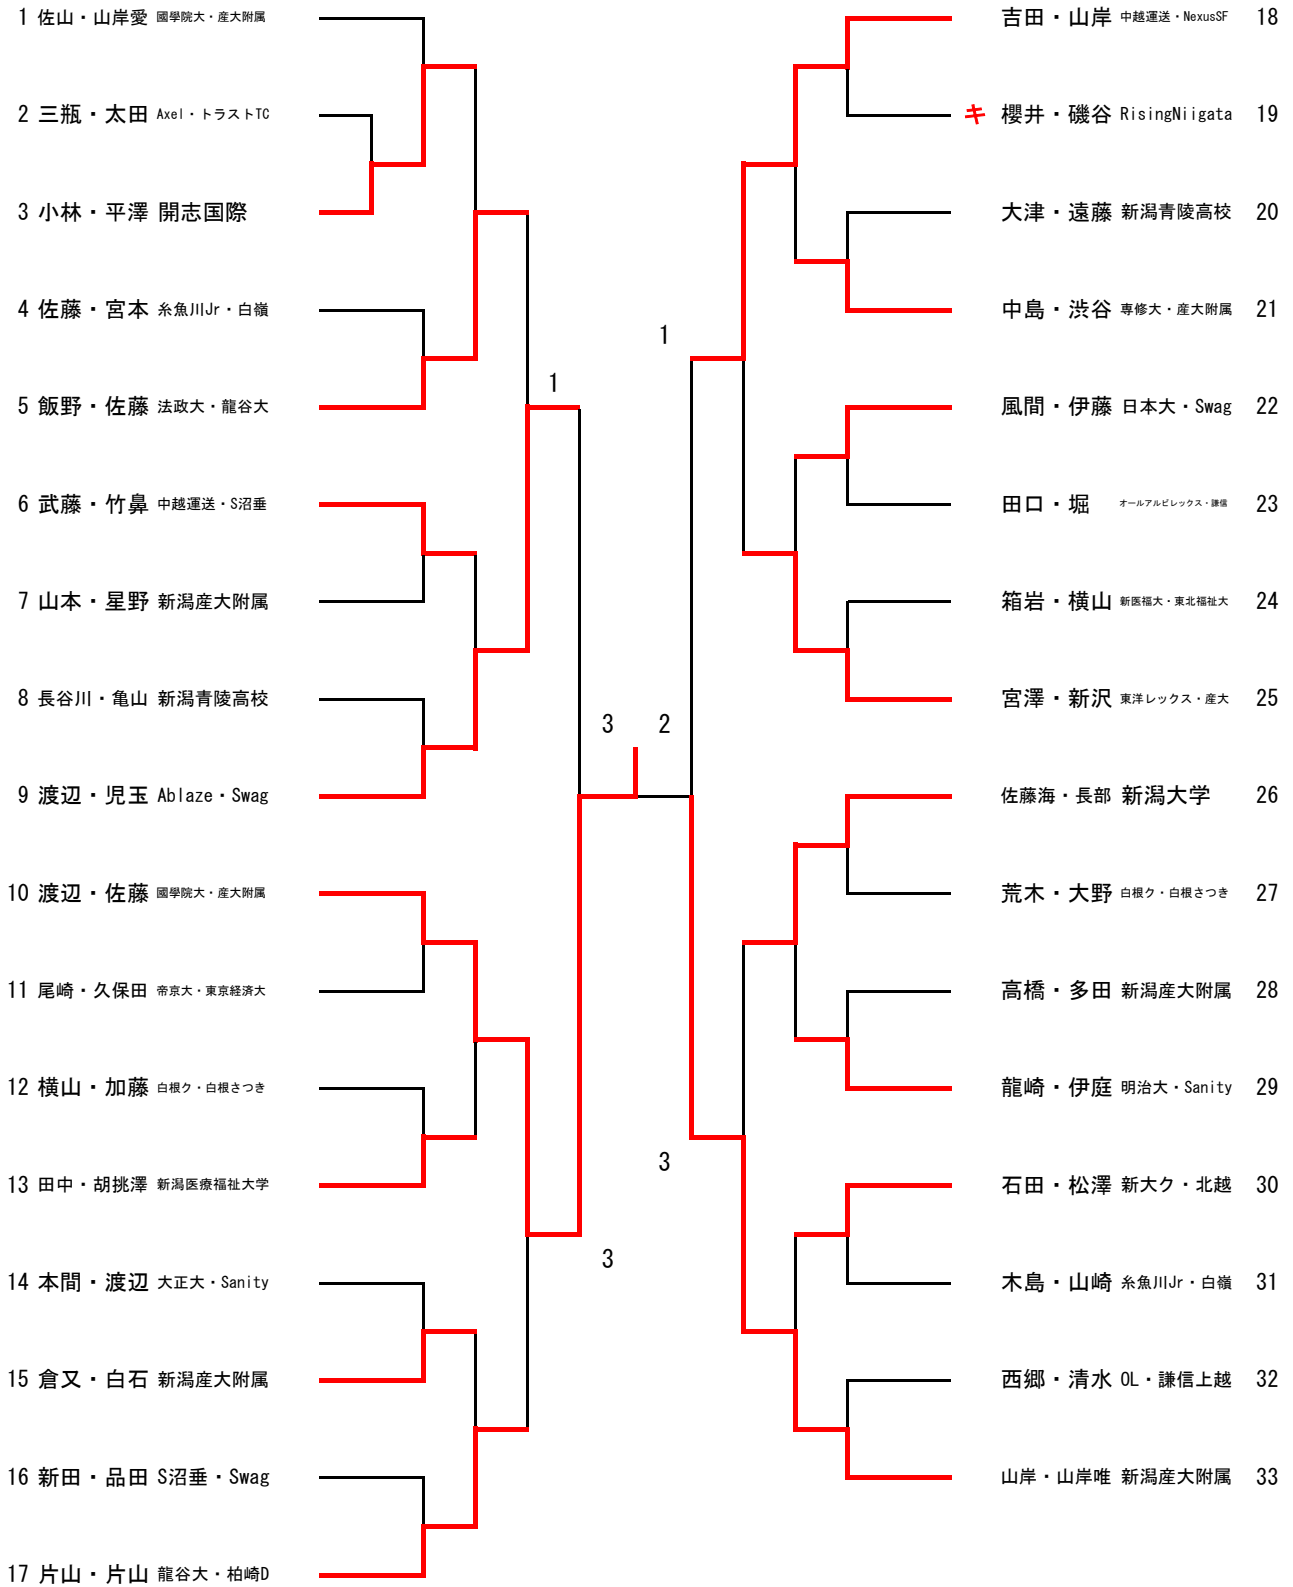 1 佐山・山岸愛 國學院大・産大附属
2 三瓶・太田 Axel・トラストTC
3 小林・平澤 開志国際
4 佐藤・宮本 糸魚川Jr・白嶺
5 飯野・佐藤 法政大・龍谷大
1
6 武藤・竹鼻 中越運送・S沼垂
7 山本・星野 新潟産大附属
8 長谷川・亀山 新潟青陵高校
9 渡辺・児玉 Ablaze・Swag
3 2
10 渡辺・佐藤 國學院大・産大附属
11 尾崎・久保田 帝京大・東京経済大
12 横山・加藤 白根ク・白根さつき
13 田中・胡挑澤 新潟医療福祉大学
3
14 本間・渡辺 大正大・Sanity
15 倉又・白石 新潟産大附属
16 新田・品田 S沼垂・Swag
17 片山・片山 龍谷大・柏崎D
吉田・山岸 中越運送・NexusSF 18
キ 櫻井・磯谷 RisingNiigata 19
大津・遠藤 新潟青陵高校 20
中島・渋谷 専修大・産大附属 21
1
風間・伊藤 日本大・Swag 22
田口・堀 オールアルビレックス・謙信 23
箱岩・横山 新医福大・東北福祉大 24
宮澤・新沢 東洋レックス・産大 25
佐藤海・長部 新潟大学 26
荒木・大野 白根ク・白根さつき 27
高橋・多田 新潟産大附属 28
龍崎・伊庭 明治大・Sanity 29
3
石田・松澤 新大ク・北越 30
木島・山崎 糸魚川Jr・白嶺 31
西郷・清水 OL・謙信上越 32
山岸・山岸唯 新潟産大附属 33